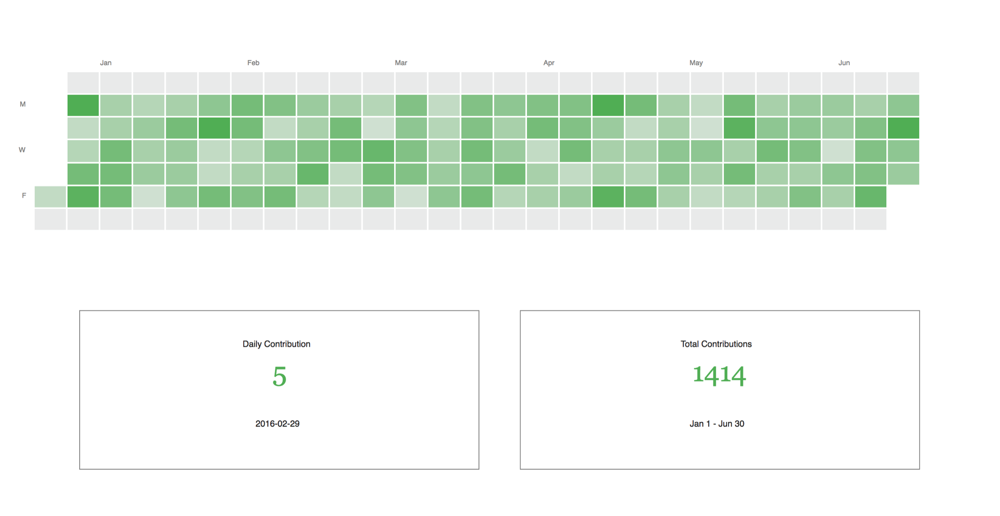 Jan Feb Mar Apr May Jun
M
W
F
Daily Contribution
5
2016-02-29
Total Contributions
1414
Jan 1 - Jun 30